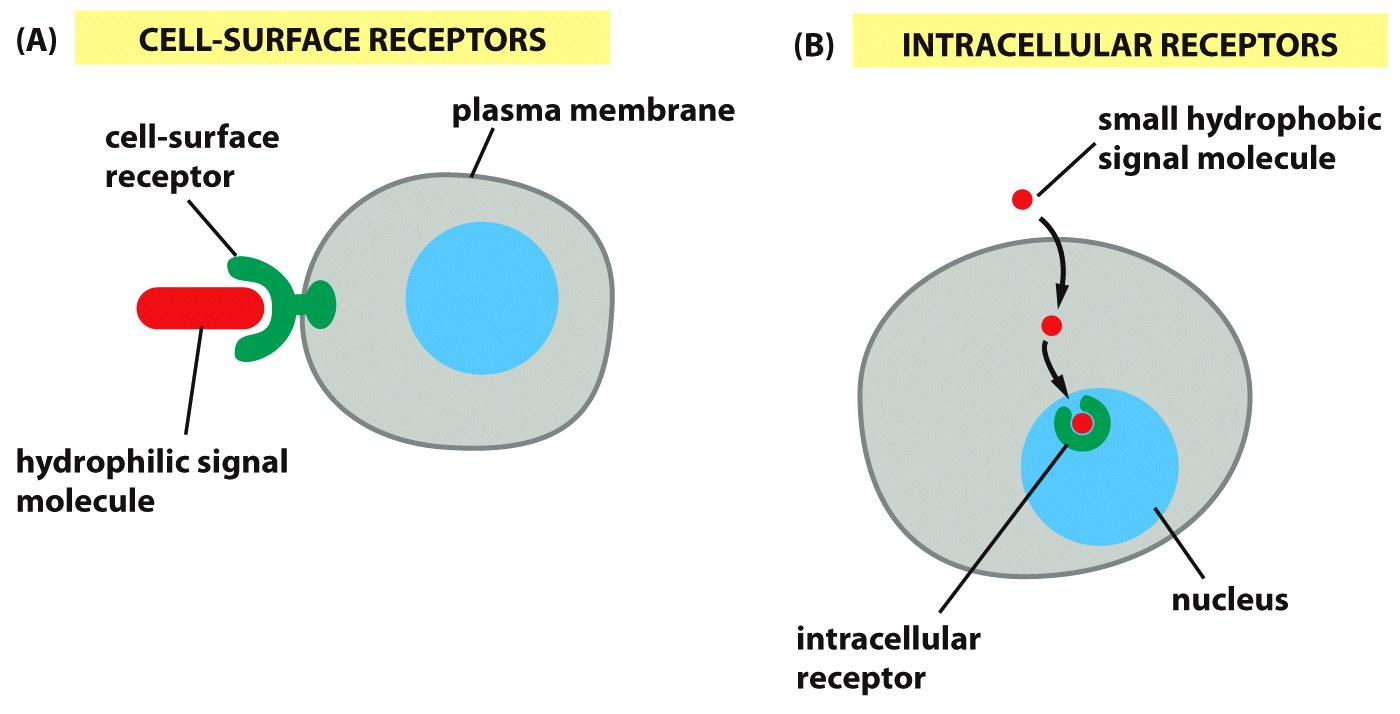 (A) CELL-SURFACE RECEPTORS
plasma membrane
cell-surface
receptor
hydrophilic signal
molecule
(B) INTRACELLULAR RECEPTORS
small hydrophobic
signal molecule
nucleus
intracellular
receptor